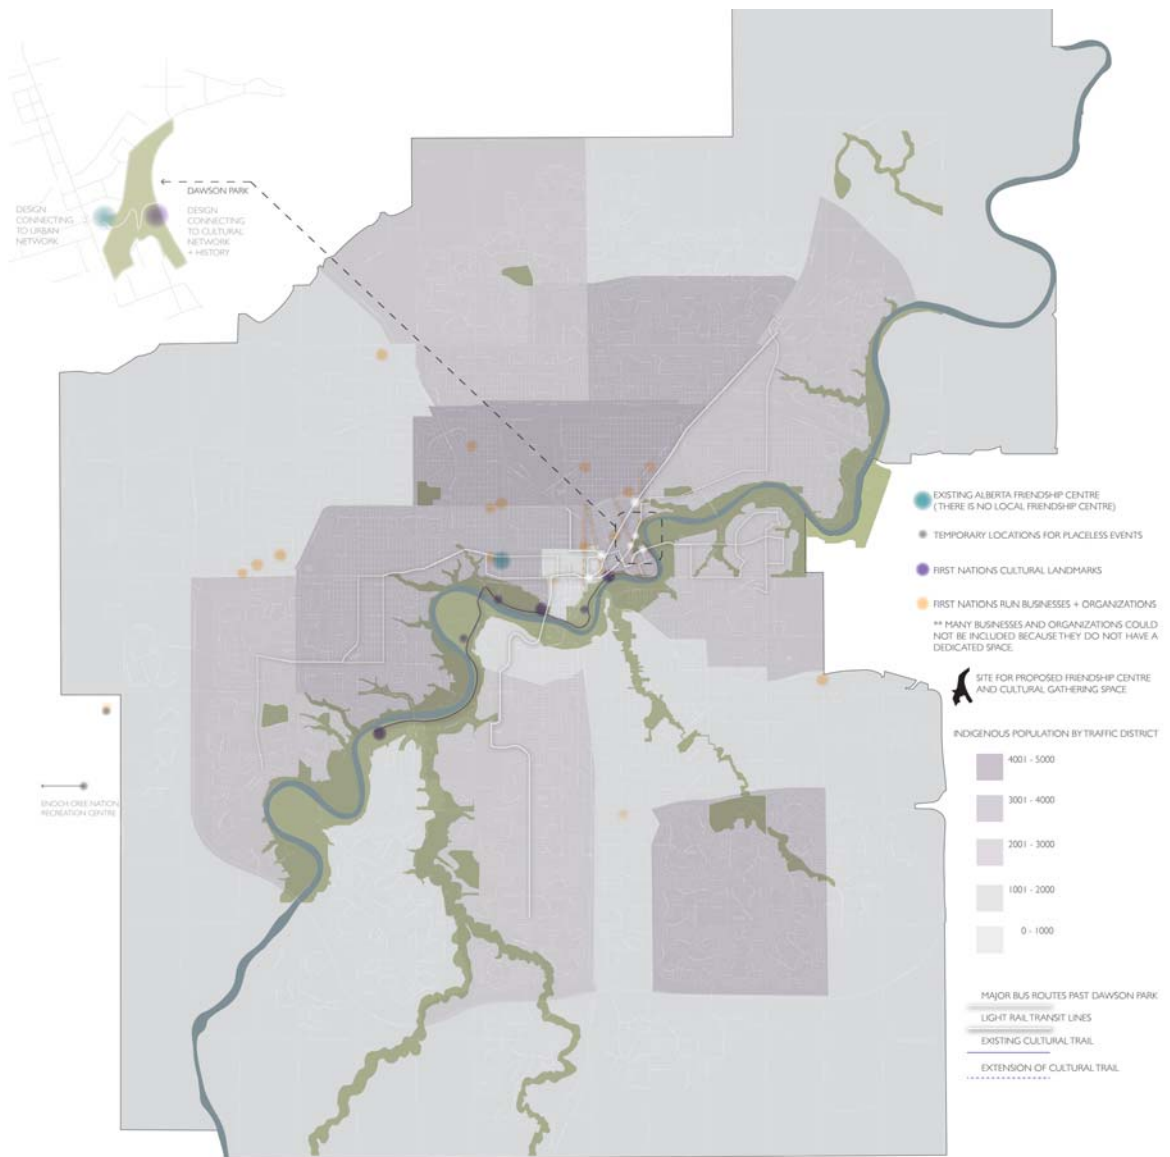 DAWSON PARK
DESIGN
CONNECTING
TO URBAN
NETWORK
DESIGN
CONNECTING
TO CULTURAL
NETWORK
+ HISTORY
EXISTING ALBERTA FRIENDSHIP CENTRE
(THERE IS NO LOCAL FRIENDSHIP CENTRE)
TEMPORARY LOCATIONS FOR PLACELESS EVENTS
FIRST NATIONS CULTURAL LANDMARKS
FIRST NATIONS RUN BUSINESSES + ORGANIZATIONS
** MANY BUSINESSES AND ORGANIZATIONS COULD
NOT BE INCLUDED BECAUSE THEY DO NOT HAVE A
DEDICATED SPACE.
SITE FOR PROPOSED FRIENDSHIP CENTRE
AND CULTURAL GATHERING SPACE
INDIGENOUS POPULATION BY TRAFFIC DISTRICT
4001 - 5000
3001 - 4000
2001 - 3000
1001 - 2000
0 - 1000
ENOCH CREE NATION
RECREATION CENTRE
MAJOR BUS ROUTES PAST DAWSON PARK
LIGHT RAIL TRANSIT LINES
EXISTING CULTURAL TRAIL
EXTENSION OF CULTURAL TRAIL